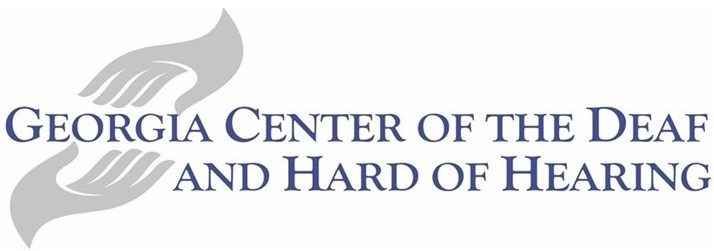 GEORGIA CENTER OF THE DEAF
AND HARD OF HEARING